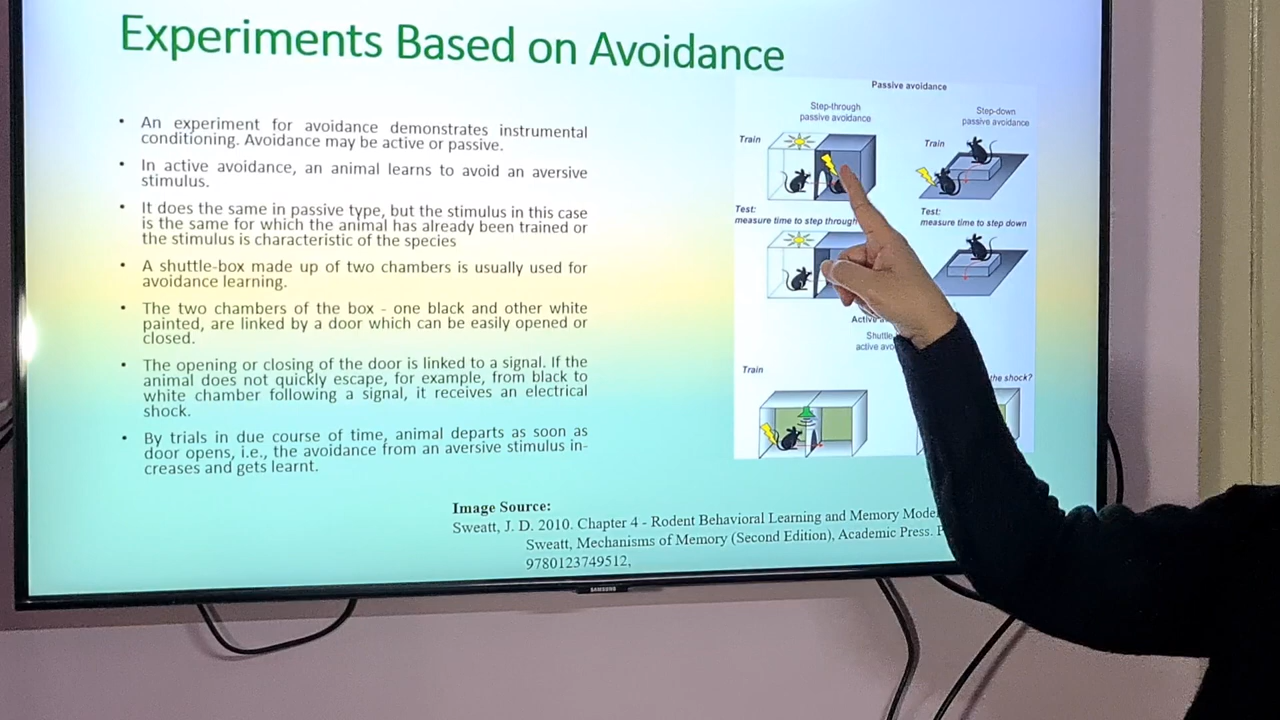 Experiments Based on Avoidance
• An experiment for avoidance demonstrates instrumental
conditioning. Avoidance may be active or passive.
• In active avoidance, an animal learns to avoid an aversive
stimulus.
• It does the same in passive type, but the stimulus in this case
is the same for which the animal has already been trained or
the stimulus is characteristic of the species
• A shuttle-box made up of two chambers is usually used for
avoidance learning.
• The two chambers of the box - one black and other white
painted, are linked by a door which can be easily opened or
closed.
• The opening or closing of the door is linked to a signal. If the
animal does not quickly escape, for example, from black to
white chamber following a signal, it receives an electrical
shock.
• By trials in due course of time, animal departs as soon as
door opens, i.e., the avoidance from an aversive stimulus in-
creases and gets learnt.
Passive avoidance
Step-through
passive avoidance
Train
Test:
measure time to step through
Step-down
passive avoidance
Train
Test:
measure time to step down
Active
Shuttle
active
Train
the shock?
Image Source:
Sweatt, J. D. 2010. Chapter 4 - Rodent Behavioral Learning and Memory
Sweatt, Mechanisms of Memory (Second Edition), Academic Press.
9780123749512,
SAMSUNG